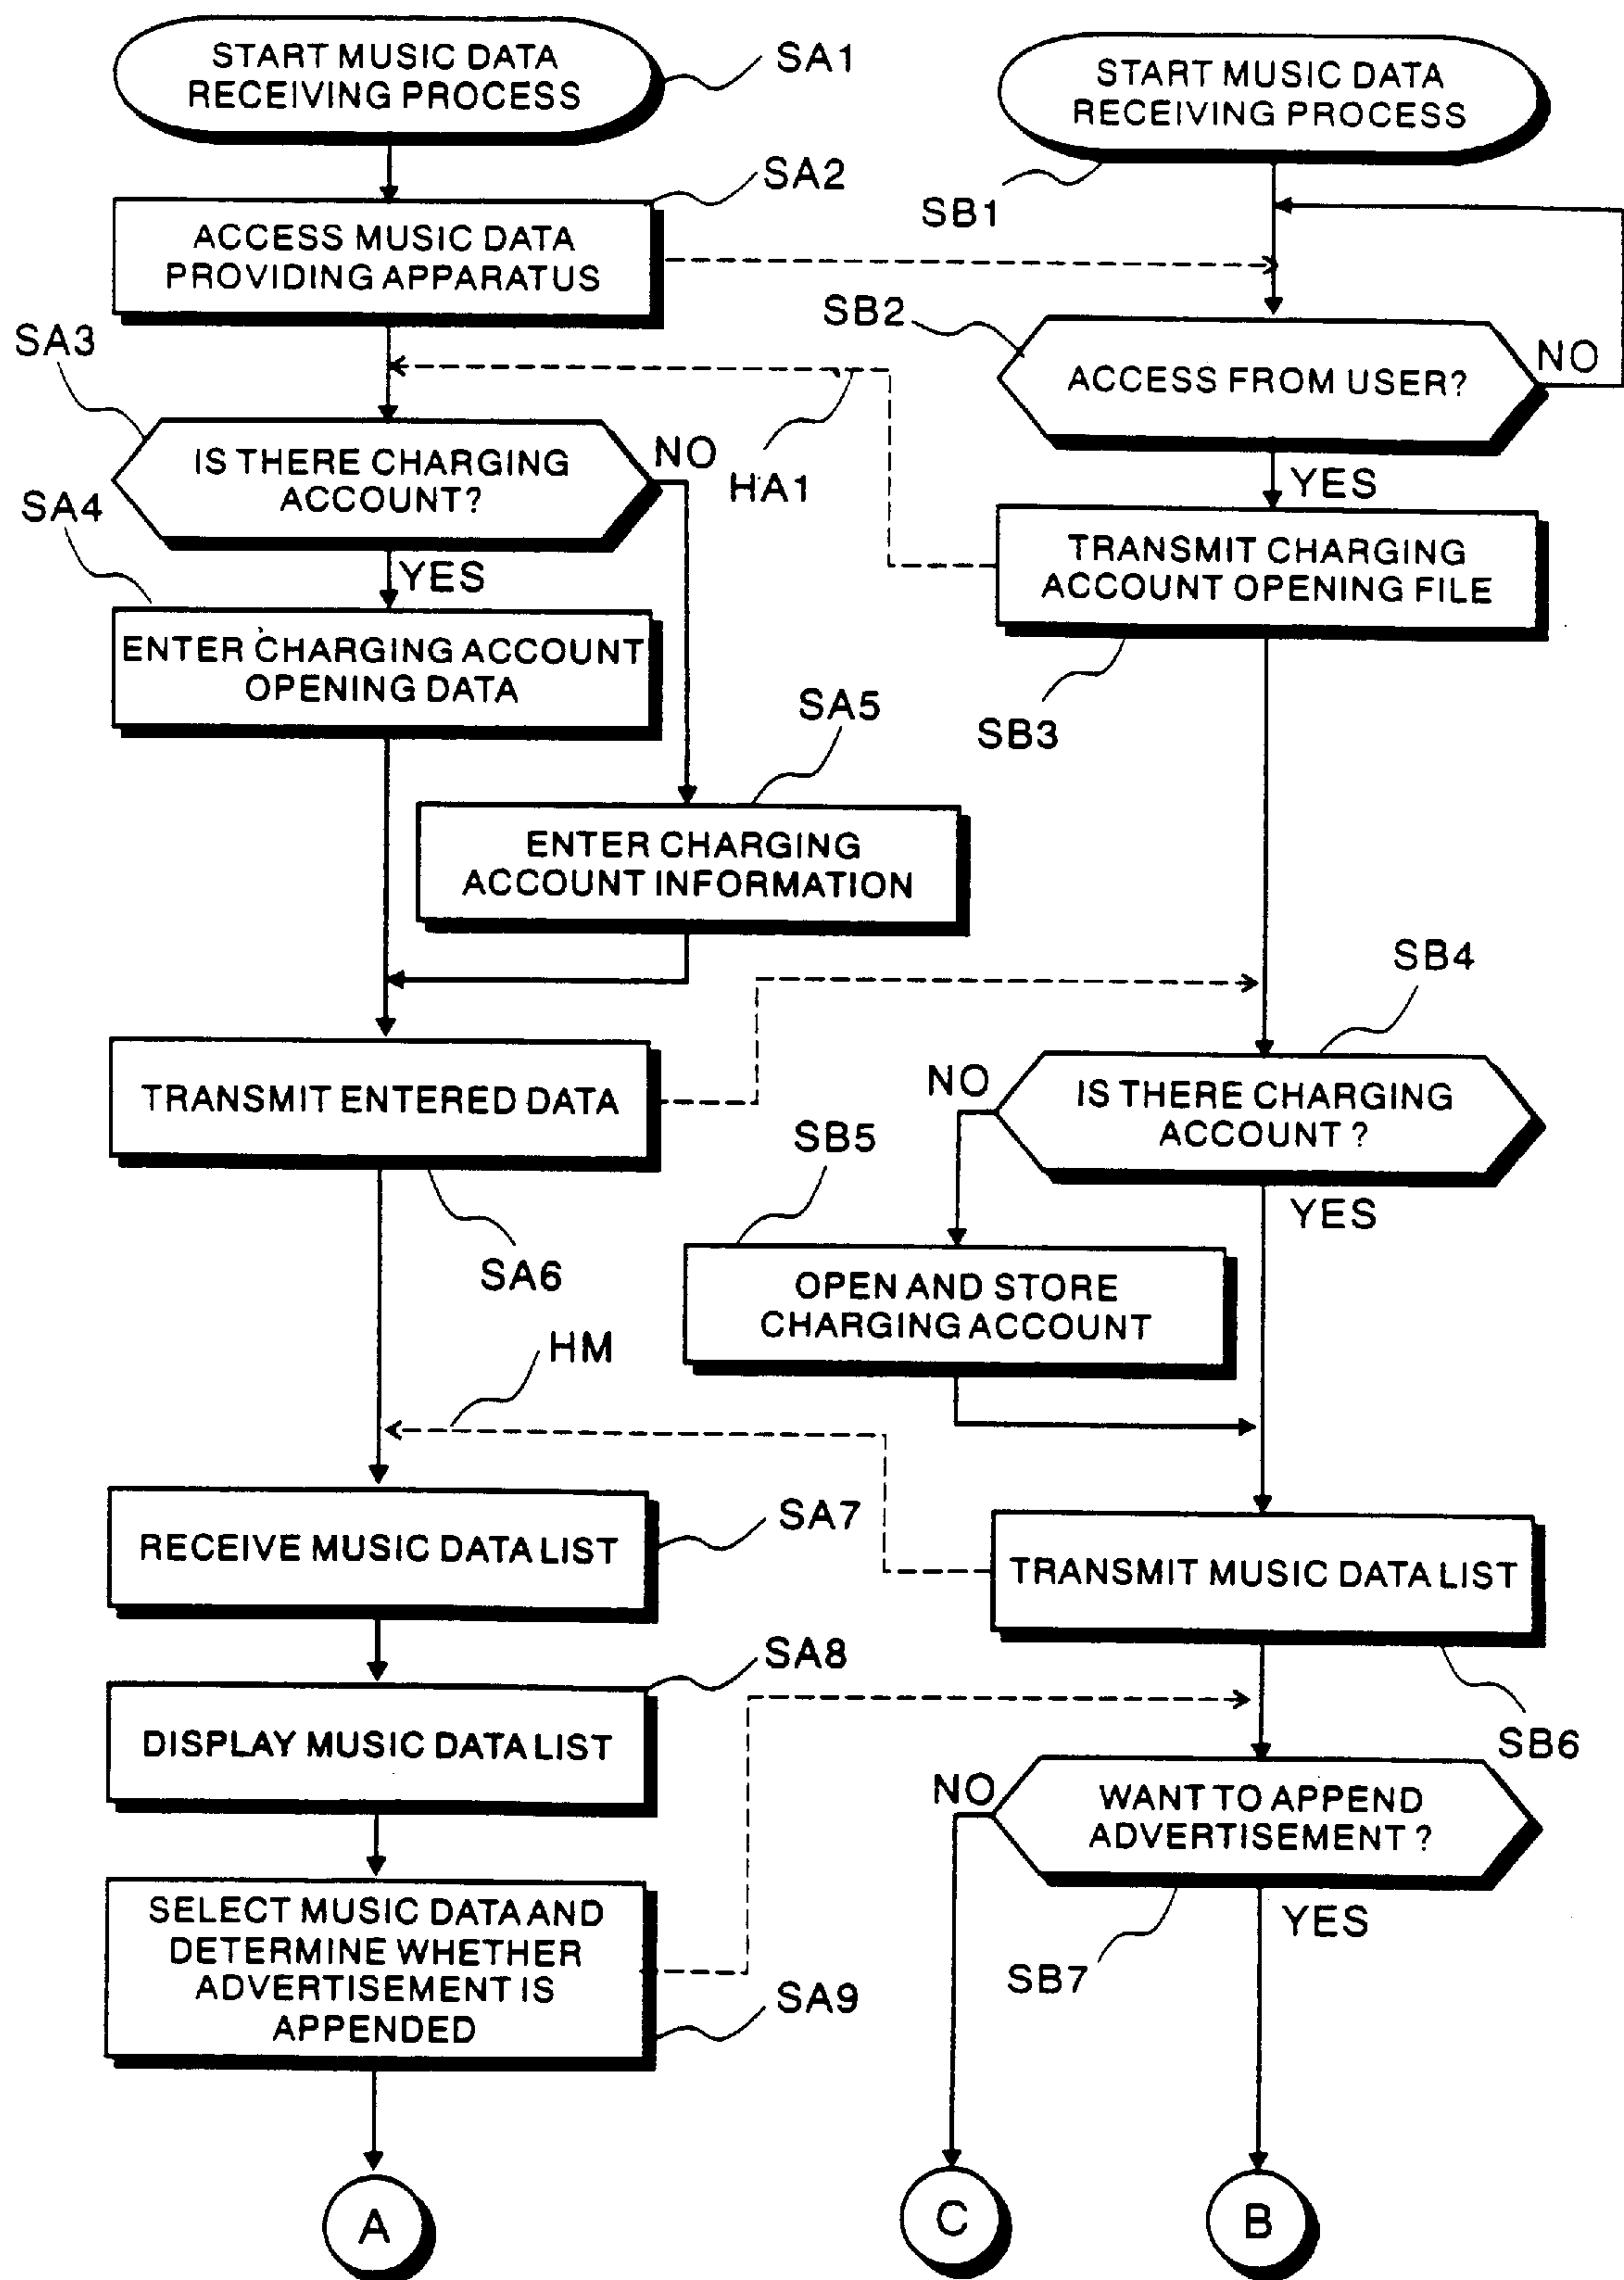 START MUSIC DATA
RECEIVING PROCESS
SA1
START MUSIC DATA
RECEIVING PROCESS
SB1
SA2
ACCESS MUSIC DATA
PROVIDING APPARATUS
SB2
ACCESS FROM USER?
NO
YES
SA3
IS THERE CHARGING
ACCOUNT?
NO
HA1
YES
TRANSMIT CHARGING
ACCOUNT OPENING FILE
SB3
SA4
ENTER CHARGING ACCOUNT
OPENING DATA
SA5
ENTER CHARGING
ACCOUNT INFORMATION
TRANSMIT ENTERED DATA
SA6
SB4
IS THERE CHARGING
ACCOUNT ?
NO
YES
SB5
OPEN AND STORE
CHARGING ACCOUNT
HM
RECEIVE MUSIC DATA LIST
SA7
TRANSMIT MUSIC DATA LIST
SB6
SA8
DISPLAY MUSIC DATA LIST
WANT TO APPEND
ADVERTISEMENT ?
NO
YES
SB7
SELECT MUSIC DATA AND
DETERMINE WHETHER
ADVERTISEMENT IS
APPENDED
SA9
A
C
B